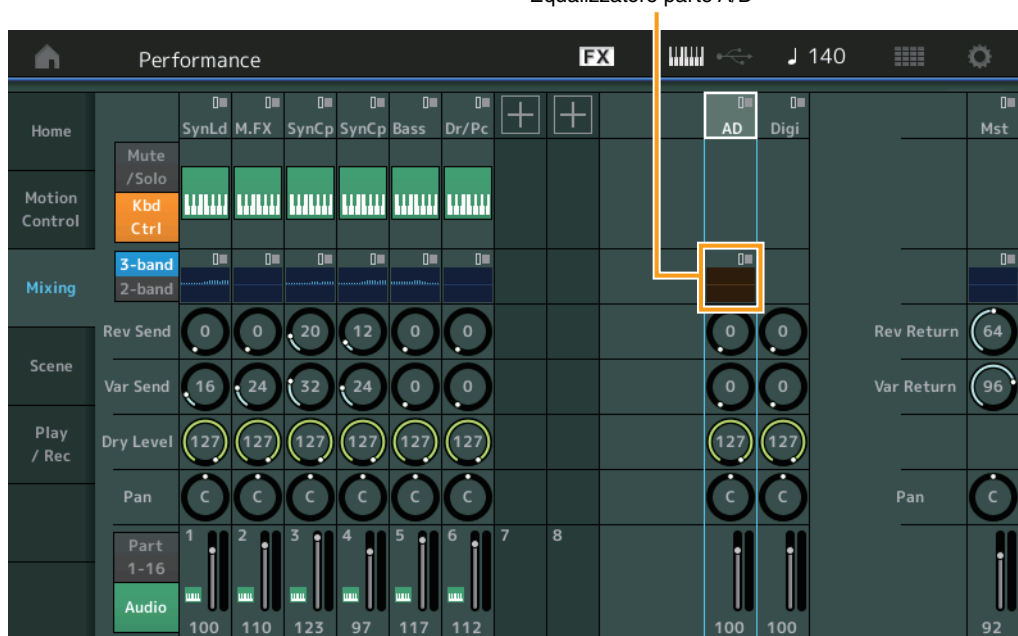 Equalizzatore parte A/D
Performance FX 140
SynLd M.FX SynCp SynCp Bass Dr/Pc AD Digi Mst
Home
Mute
/Solo
Motion
Control
Kbd
Ctrl
3-band
2-band
Mixing
Rev Send 0 0 20 12 0 0 0 0 Rev Return 64
Scene
Var Send 16 24 32 24 0 0 0 0 Var Return 96
Play
/ Rec
Dry Level 127 127 127 127 127 127 127 127
Pan C C C C C C C C Pan C
1 2 3 4 5 6 7 8
Part
1-16
Audio
100 110 123 97 117 112 100 100 92